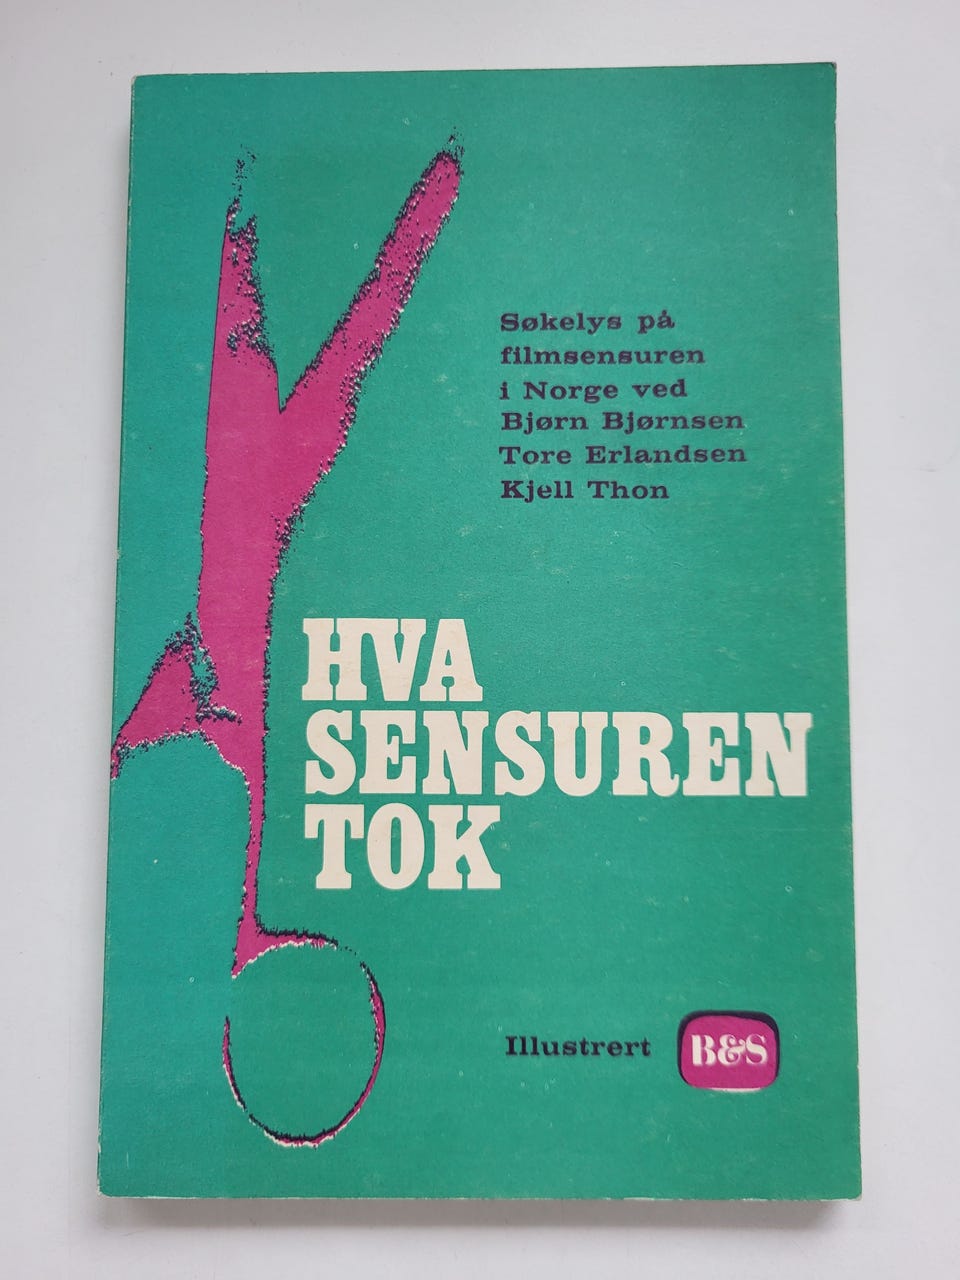 Søkelys på
filmsensuren
i Norge ved
Bjørn Bjørnsen
Tore Erlandsen
Kjell Thon
HVA
SENSUREN
TOK
Illustrert
B&S